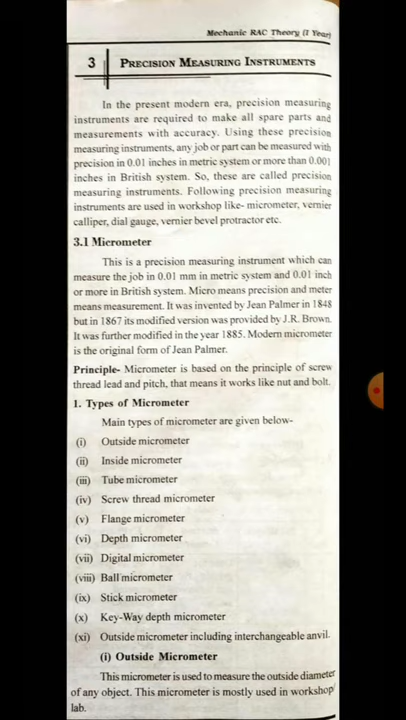 Mechanic RAC Theory (I Year)
3 PRECISION MEASURING INSTRUMENTS
In the present modern era, precision measuring
instruments are required to make all spare parts and
measurements with accuracy. Using these precision
measuring instruments, any job or part can be measured with
precision in 0.01 inches in metric system or more than 0.001
inches in British system. So, these are called precision
measuring instruments. Following precision measuring
instruments are used in workshop like- micrometer, vernier
calliper, dial gauge, vernier bevel protractor etc.
3.1 Micrometer
This is a precision measuring instrument which can
measure the job in 0.01 mm in metric system and 0.01 inch
or more in British system. Micro means precision and meter
means measurement. It was invented by Jean Palmer in 1848
but in 1867 its modified version was provided by J.R. Brown.
It was further modified in the year 1885. Modern micrometer
is the original form of Jean Palmer.
Principle- Micrometer is based on the principle of screw
thread lead and pitch, that means it works like nut and bolt.
1. Types of Micrometer
Main types of micrometer are given below-
(i) Outside micrometer
(ii) Inside micrometer
(iii) Tube micrometer
(iv) Screw thread micrometer
(v) Flange micrometer
(vi) Depth micrometer
(vii) Digital micrometer
(viii) Ball micrometer
(ix) Stick micrometer
(x) Key-Way depth micrometer
(xi) Outside micrometer including interchangeable anvil.
(i) Outside Micrometer
This micrometer is used to measure the outside diameter
of any object. This micrometer is mostly used in workshop/
lab.